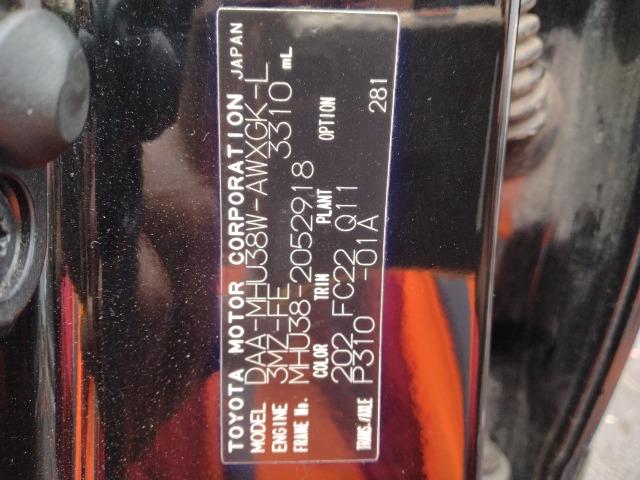 TOYOTA MOTOR CORPORATION JAPAN
MODEL DAA-MHU38W-AWXGK-L
ENGINE 3MZ-FE 3310 mL
FRAME No. MHU38-2052918
COLOR TRIM PLANT OPTION
202 FC22 Q11
TRANS./AXLE P310 -01A 281